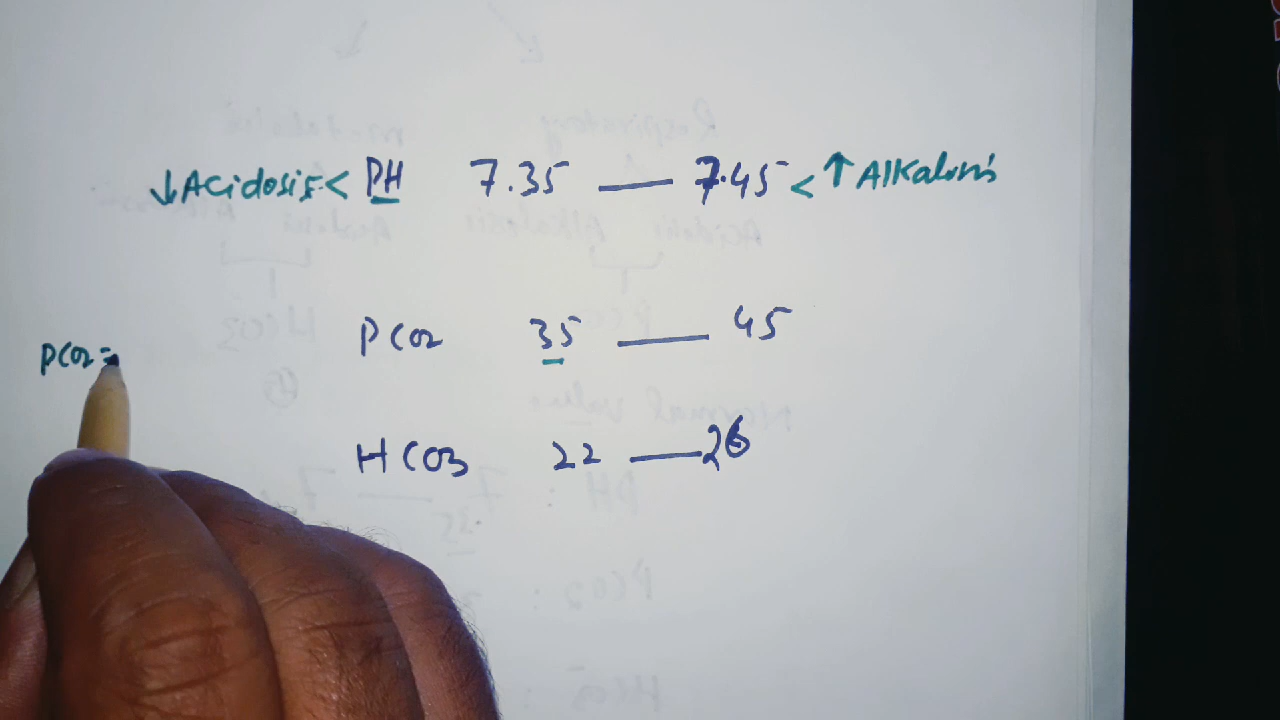 ↓ Acidosis < PH 7.35 — 7.45 < ↑ Alkalosis
PCO2 35 — 45
PCO2 =
HCO3 22 — 26